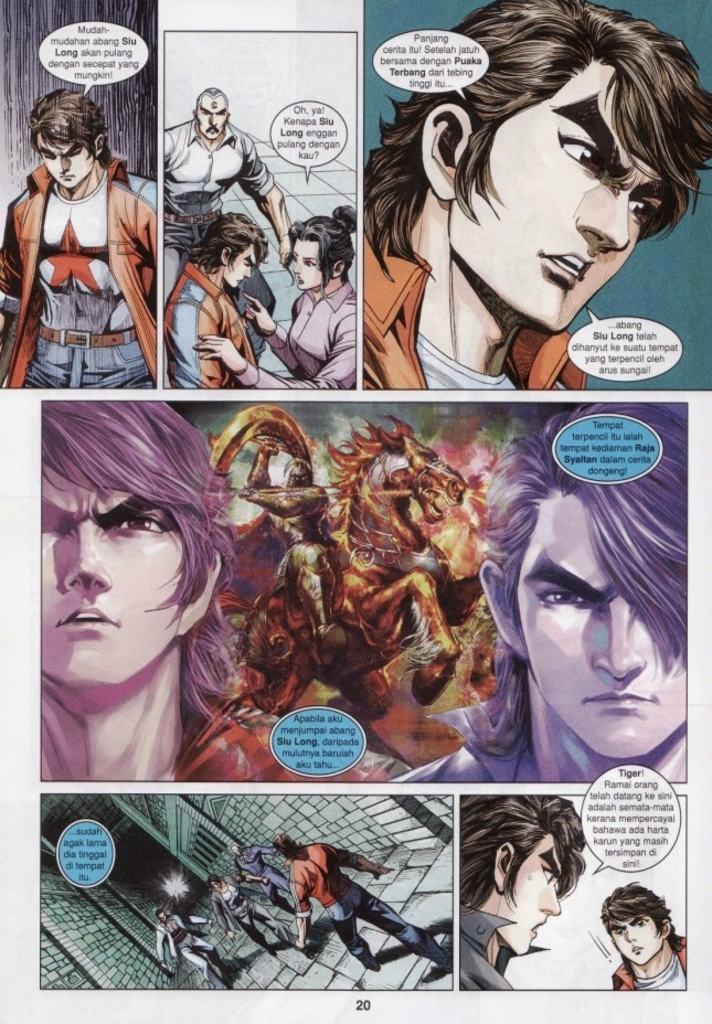 Mudah-
mudahan abang Siu
Long akan pulang
dengan secepat yang
mungkin!
Oh, ya!
Kenapa Siu
Long enggan
pulang dengan
kau?
Panjang
cerita itu! Setelah jatuh
bersama dengan Puaka
Terbang dari tebing
tinggi itu...
...abang
Siu Long telah
dihanyut ke suatu tempat
yang terpencil oleh
arus sungai!
Tempat
terpencil itu ialah
tempat kediaman Raja
Syaitan dalam cerita
dongeng!
Apabila aku
menjumpai abang
Siu Long, daripada
mulutnya barulah
aku tahu...
...sudah
agak lama
dia tinggal
di tempat
itu.
Tiger!
Ramai orang
telah datang ke sini
adalah semata-mata
kerana mempercayai
bahawa ada harta
karun yang masih
tersimpan di
sini!
20